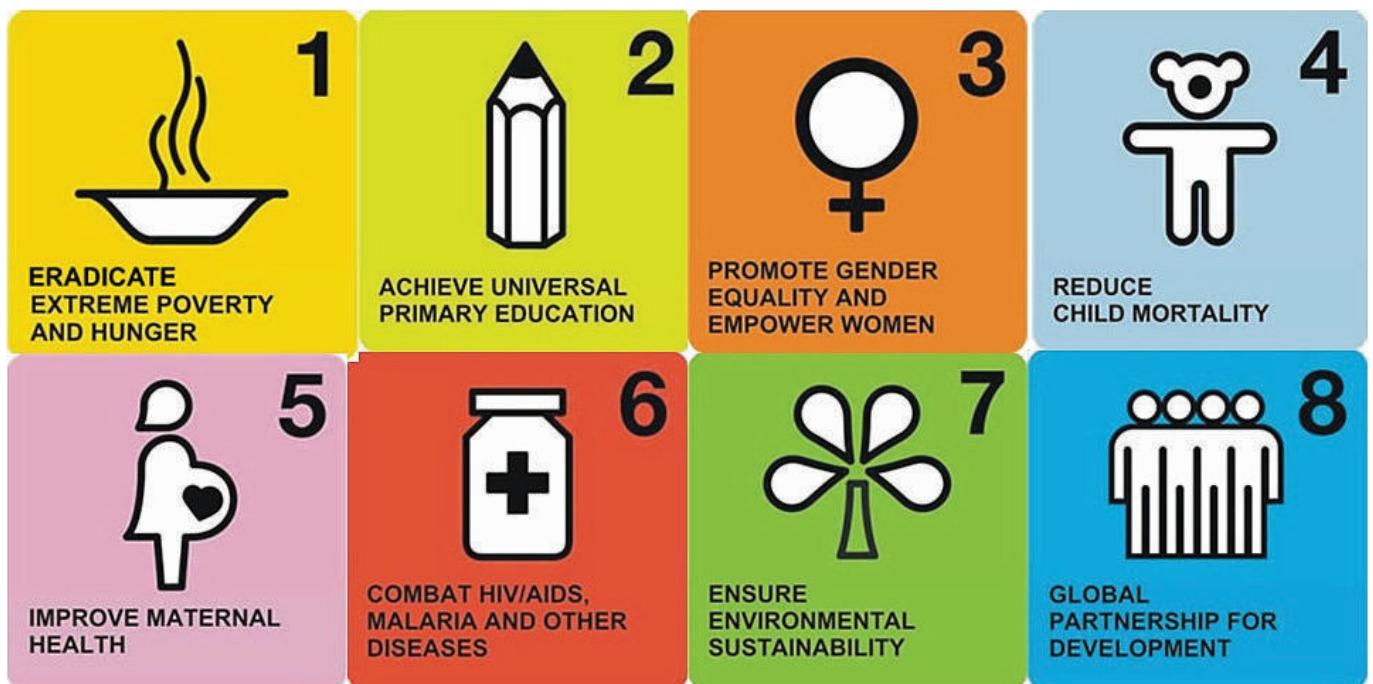 1
ERADICATE
EXTREME POVERTY
AND HUNGER
2
ACHIEVE UNIVERSAL
PRIMARY EDUCATION
3
PROMOTE GENDER
EQUALITY AND
EMPOWER WOMEN
4
REDUCE
CHILD MORTALITY
5
IMPROVE MATERNAL
HEALTH
6
COMBAT HIV/AIDS,
MALARIA AND OTHER
DISEASES
7
ENSURE
ENVIRONMENTAL
SUSTAINABILITY
8
GLOBAL
PARTNERSHIP FOR
DEVELOPMENT